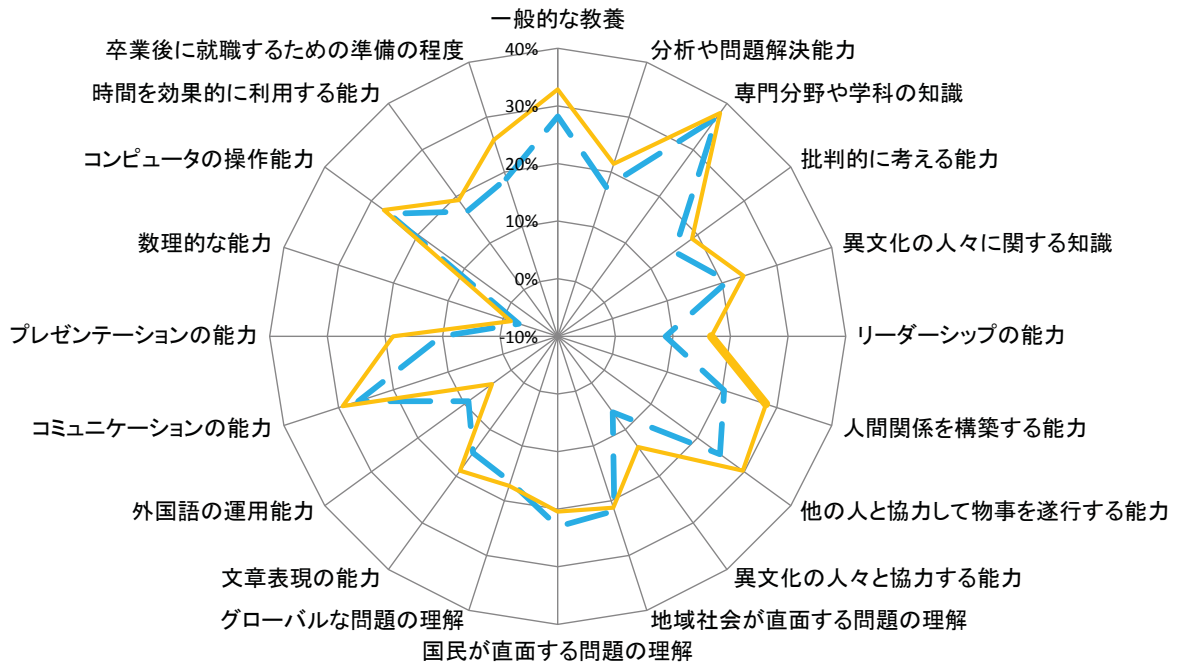 一般的な教養
分析や問題解決能力
専門分野や学科の知識
批判的に考える能力
異文化の人々に関する知識
リーダーシップの能力
人間関係を構築する能力
他の人と協力して物事を遂行する能力
異文化の人々と協力する能力
地域社会が直面する問題の理解
国民が直面する問題の理解
グローバルな問題の理解
文章表現の能力
外国語の運用能力
コミュニケーションの能力
プレゼンテーションの能力
数理的な能力
コンピュータの操作能力
時間を効果的に利用する能力
卒業後に就職するための準備の程度
40%
30%
20%
10%
0%
-10%